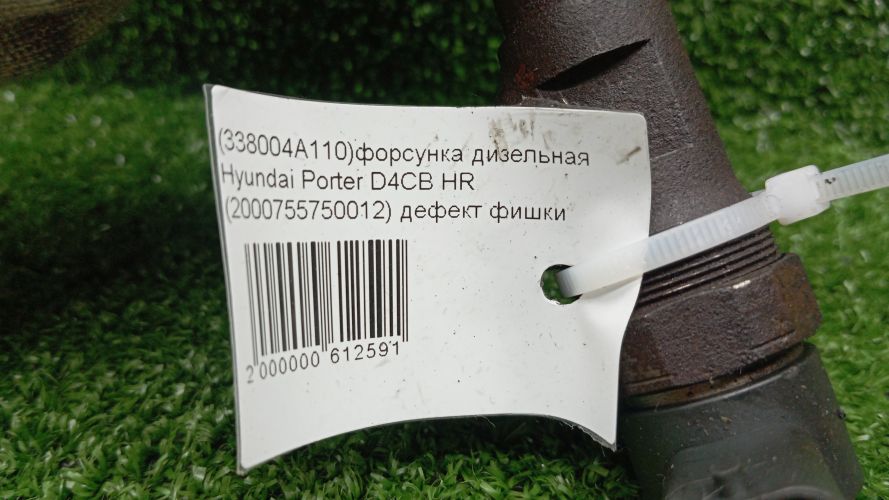 (338004A110)форсунка дизельная
Hyundai Porter D4CB HR
(2000755750012) дефект фишки
2 000000 612591